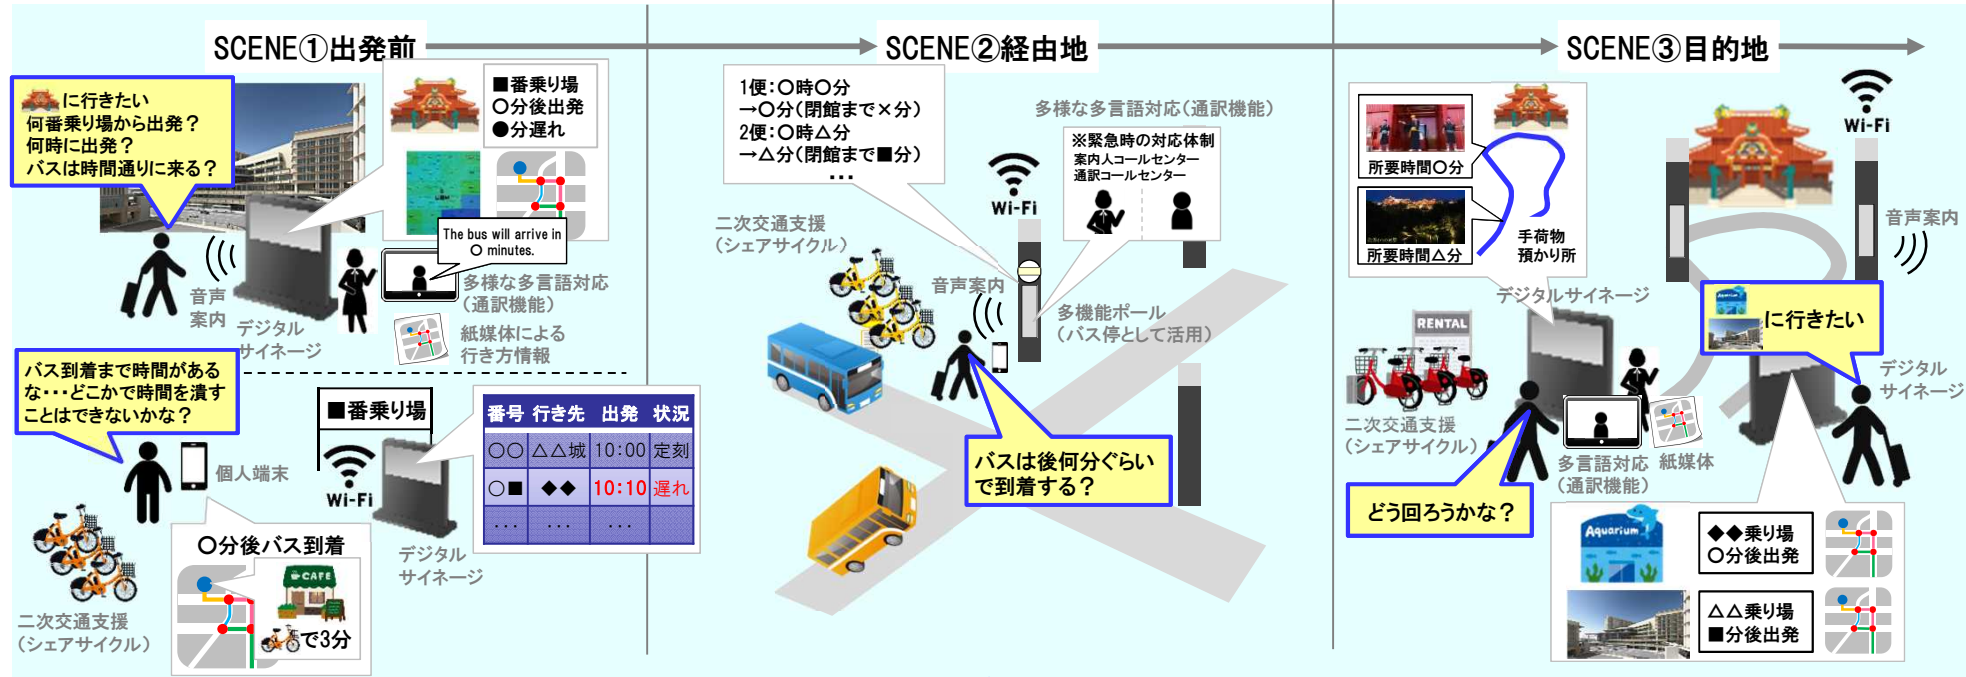 SCENE①出発前
に行きたい
何番乗り場から出発？
何時に出発？
バスは時間通りに来る？
■番乗り場
〇分後出発
●分遅れ
The bus will arrive in
〇 minutes.
音声
案内
デジタル
サイネージ
多様な多言語対応
（通訳機能）
紙媒体による
行き方情報
バス到着まで時間がある
な・・・どこかで時間を潰す
ことはできないかな？
個人端末
■番乗り場
Wi-Fi
デジタル
サイネージ
番号 行き先 出発 状況
〇〇 △△城 10:00 定刻
〇■ ◆◆ 10:10 遅れ
... ... ...
二次交通支援
（シェアサイクル）
〇分後バス到着
CAFE
で3分
SCENE②経由地
1便：〇時〇分
→〇分（閉館まで×分）
2便：〇時△分
→△分（閉館まで■分）
...
多様な多言語対応（通訳機能）
※緊急時の対応体制
案内人コールセンター
通訳コールセンター
Wi-Fi
二次交通支援
（シェアサイクル）
音声案内
多機能ポール
（バス停として活用）
バスは後何分ぐらい
で到着する？
SCENE③目的地
所要時間〇分
所要時間△分
手荷物
預かり所
Wi-Fi
音声案内
デジタルサイネージ
に行きたい
RENTAL
二次交通支援
（シェアサイクル）
デジタル
サイネージ
多言語対応
（通訳機能）
紙媒体
どう回ろうかな？
Aquarium
◆◆乗り場
〇分後出発
△△乗り場
■分後出発